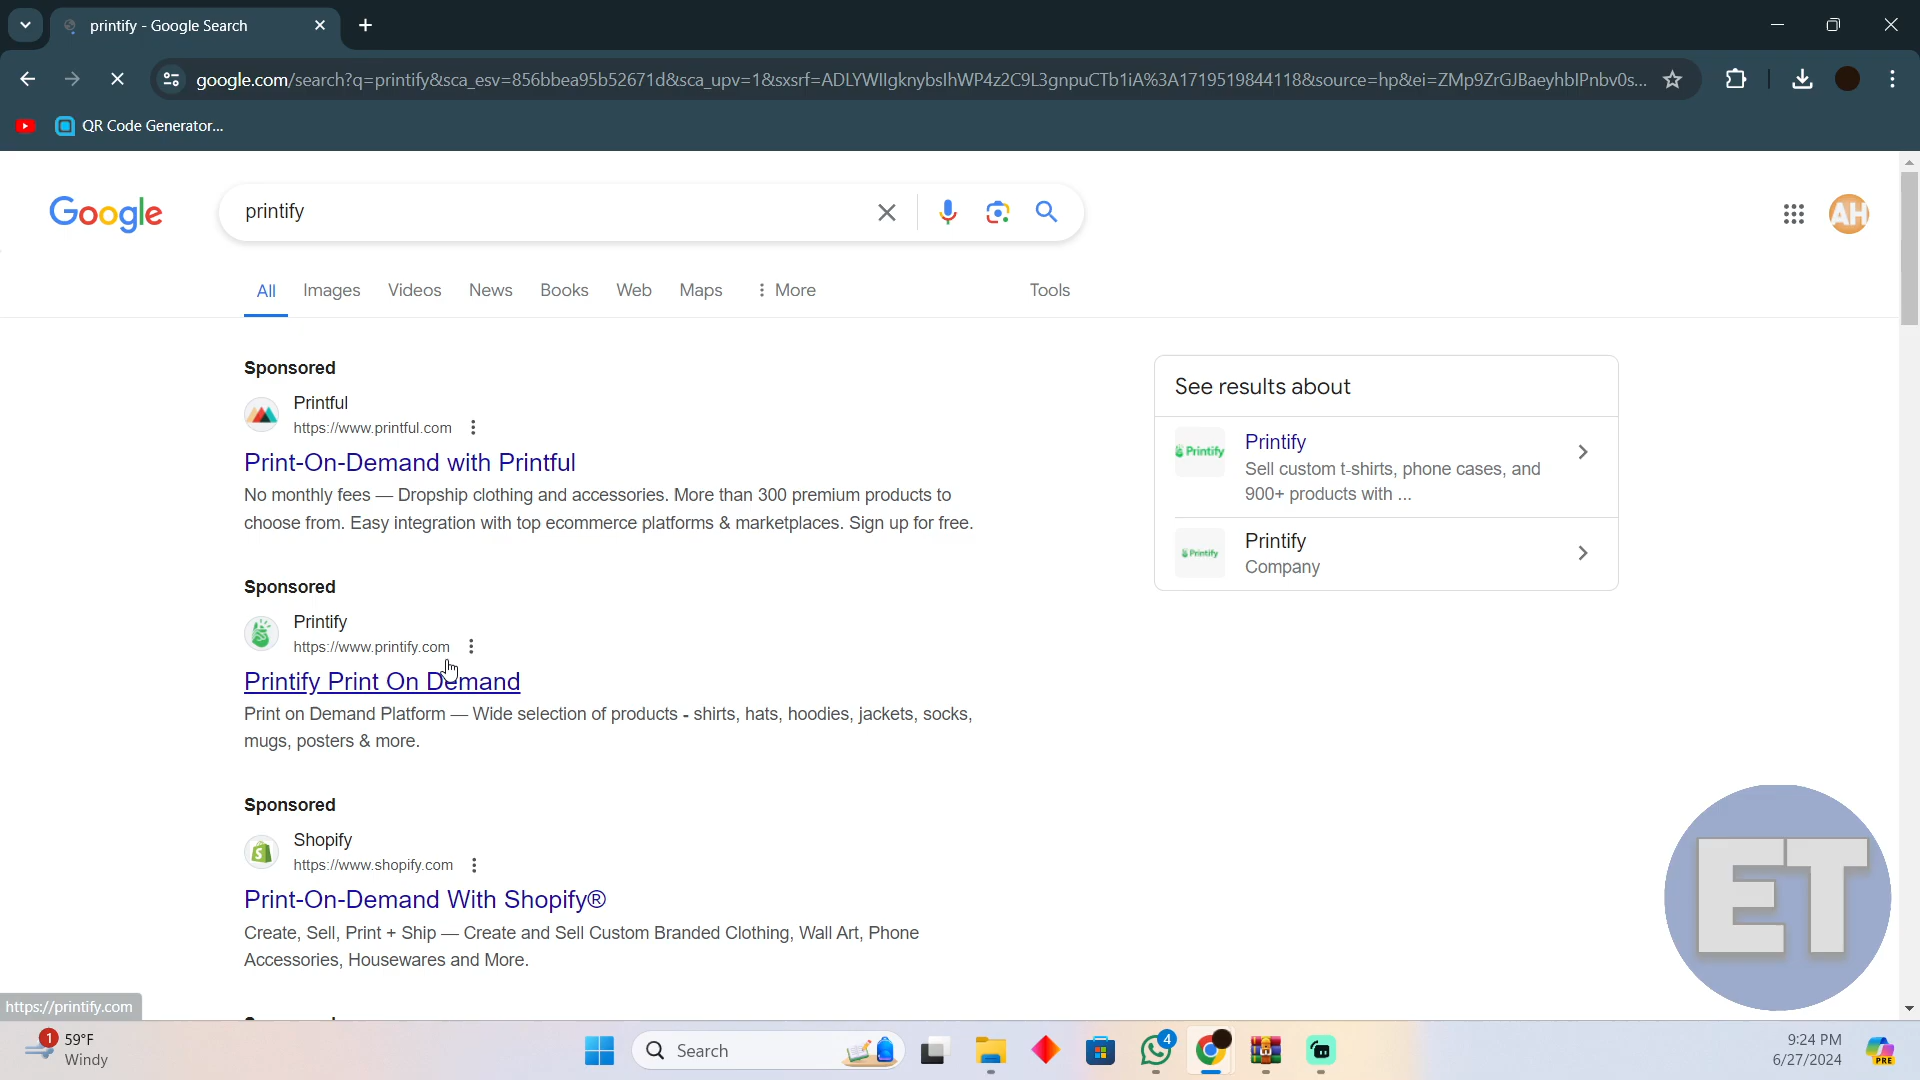 printify - Google Search
google.com/search?q=printify&sca_esv=856bbea95b52671d&sca_upv=1&sxsrf=ADLYWIIgknybsIhWP4z2C9L3gnpuCTb1iA%3A1719519844118&source=hp&ei=ZMp9ZrGJBaeyhbIPnbv0s...
QR Code Generator...
Google
printify
AH
All Images Videos News Books Web Maps More Tools
Sponsored
Printful
https://www.printful.com
Print-On-Demand with Printful
No monthly fees — Dropship clothing and accessories. More than 300 premium products to
choose from. Easy integration with top ecommerce platforms & marketplaces. Sign up for free.
Sponsored
Printify
https://www.printify.com
Printify Print On Demand
Print on Demand Platform — Wide selection of products - shirts, hats, hoodies, jackets, socks,
mugs, posters & more.
Sponsored
Shopify
https://www.shopify.com
Print-On-Demand With Shopify®
Create, Sell, Print + Ship — Create and Sell Custom Branded Clothing, Wall Art, Phone
Accessories, Housewares and More.
See results about
Printify
Printify
Sell custom t-shirts, phone cases, and
900+ products with ...
Printify
Printify
Company
ET
https://printify.com
1
59°F
Windy
Search
4
9:24 PM
6/27/2024
PRE